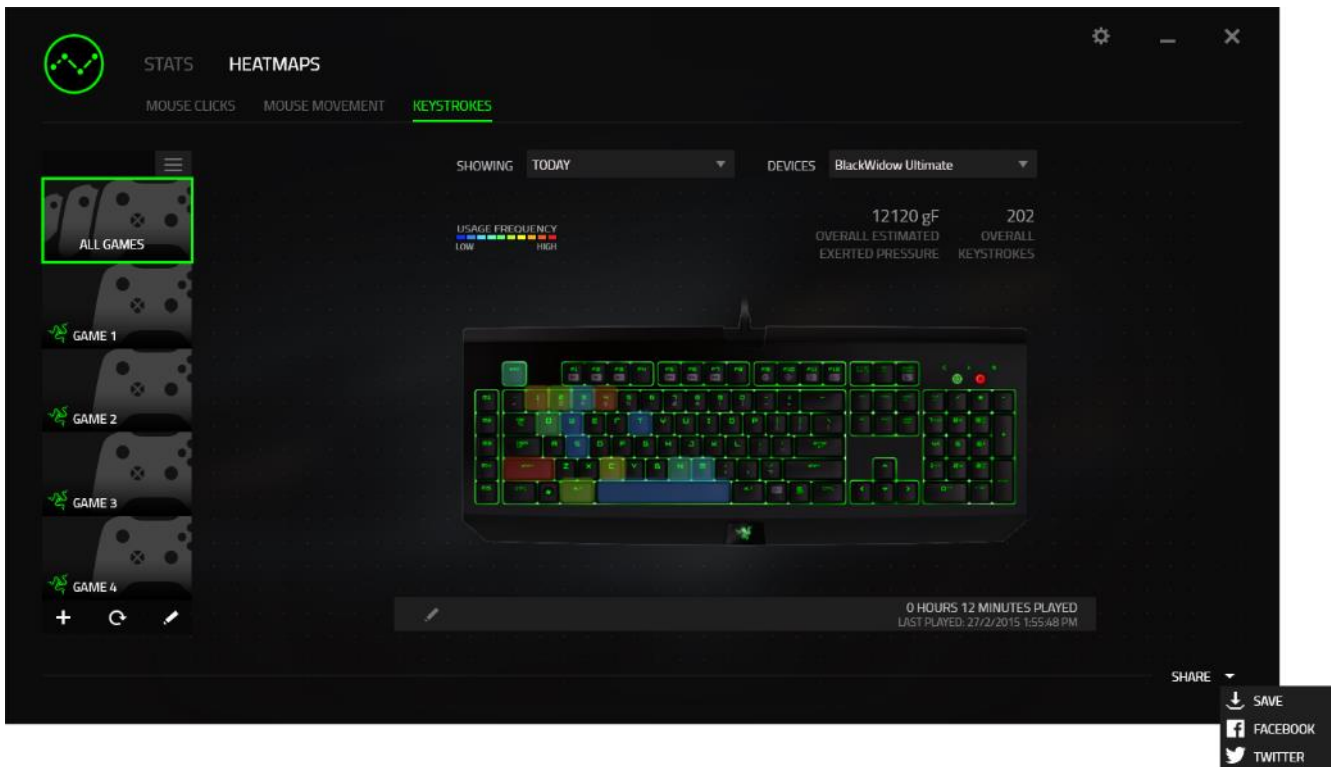 STATS HEATMAPS
MOUSE CLICKS MOUSE MOVEMENT KEYSTROKES
SHOWING TODAY DEVICES BlackWidow Ultimate
ALL GAMES
GAME 1
GAME 2
GAME 3
GAME 4
USAGE FREQUENCY
LOW HIGH
12120 gF 202
OVERALL ESTIMATED OVERALL
EXERTED PRESSURE KEYSTROKES
0 HOURS 12 MINUTES PLAYED
LAST PLAYED: 27/2/2015 1:55:48 PM
SHARE
SAVE
FACEBOOK
TWITTER